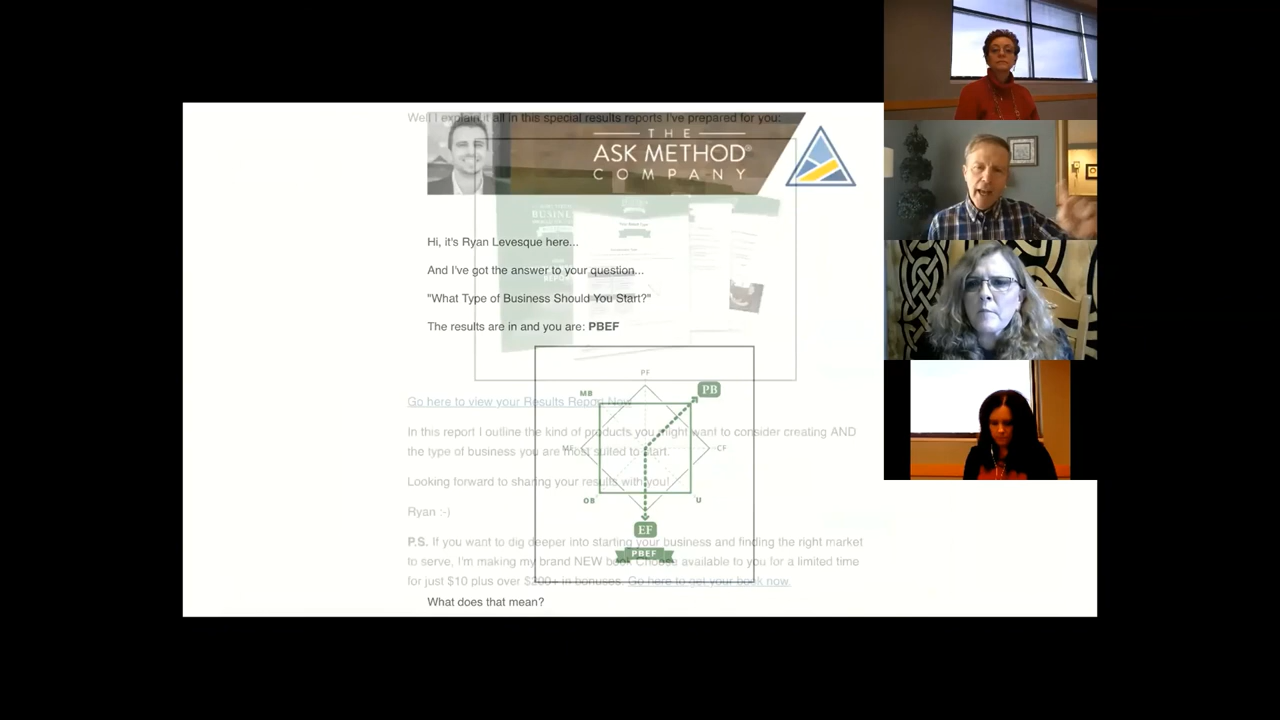 Well I explain it all in this special results reports I've prepared for you:
THE
ASK METHOD®
COMPANY
BUSINESS
Hi, it's Ryan Levesque here...
And I've got the answer to your question...
"What Type of Business Should You Start?"
The results are in and you are: PBEF
PF
MB
PB
MF
CF
OB
U
EF
PBEF
Go here to view your Results Report Now
In this report I outline the kind of products you might want to consider creating AND
the type of business you are most suited to start.
Looking forward to sharing your results with you!
Ryan :-)
P.S. If you want to dig deeper into starting your business and finding the right market
to serve, I'm making my brand NEW book Choose available to you for a limited time
for just $10 plus over $200+ in bonuses. Go here to get your book now.
What does that mean?